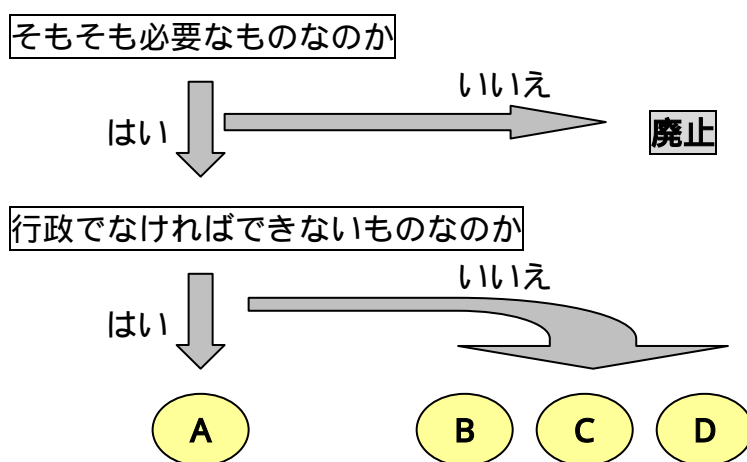 そもそも必要なものなのか
いいえ
はい
廃止
行政でなければできないものなのか
いいえ
はい
A
B
C
D